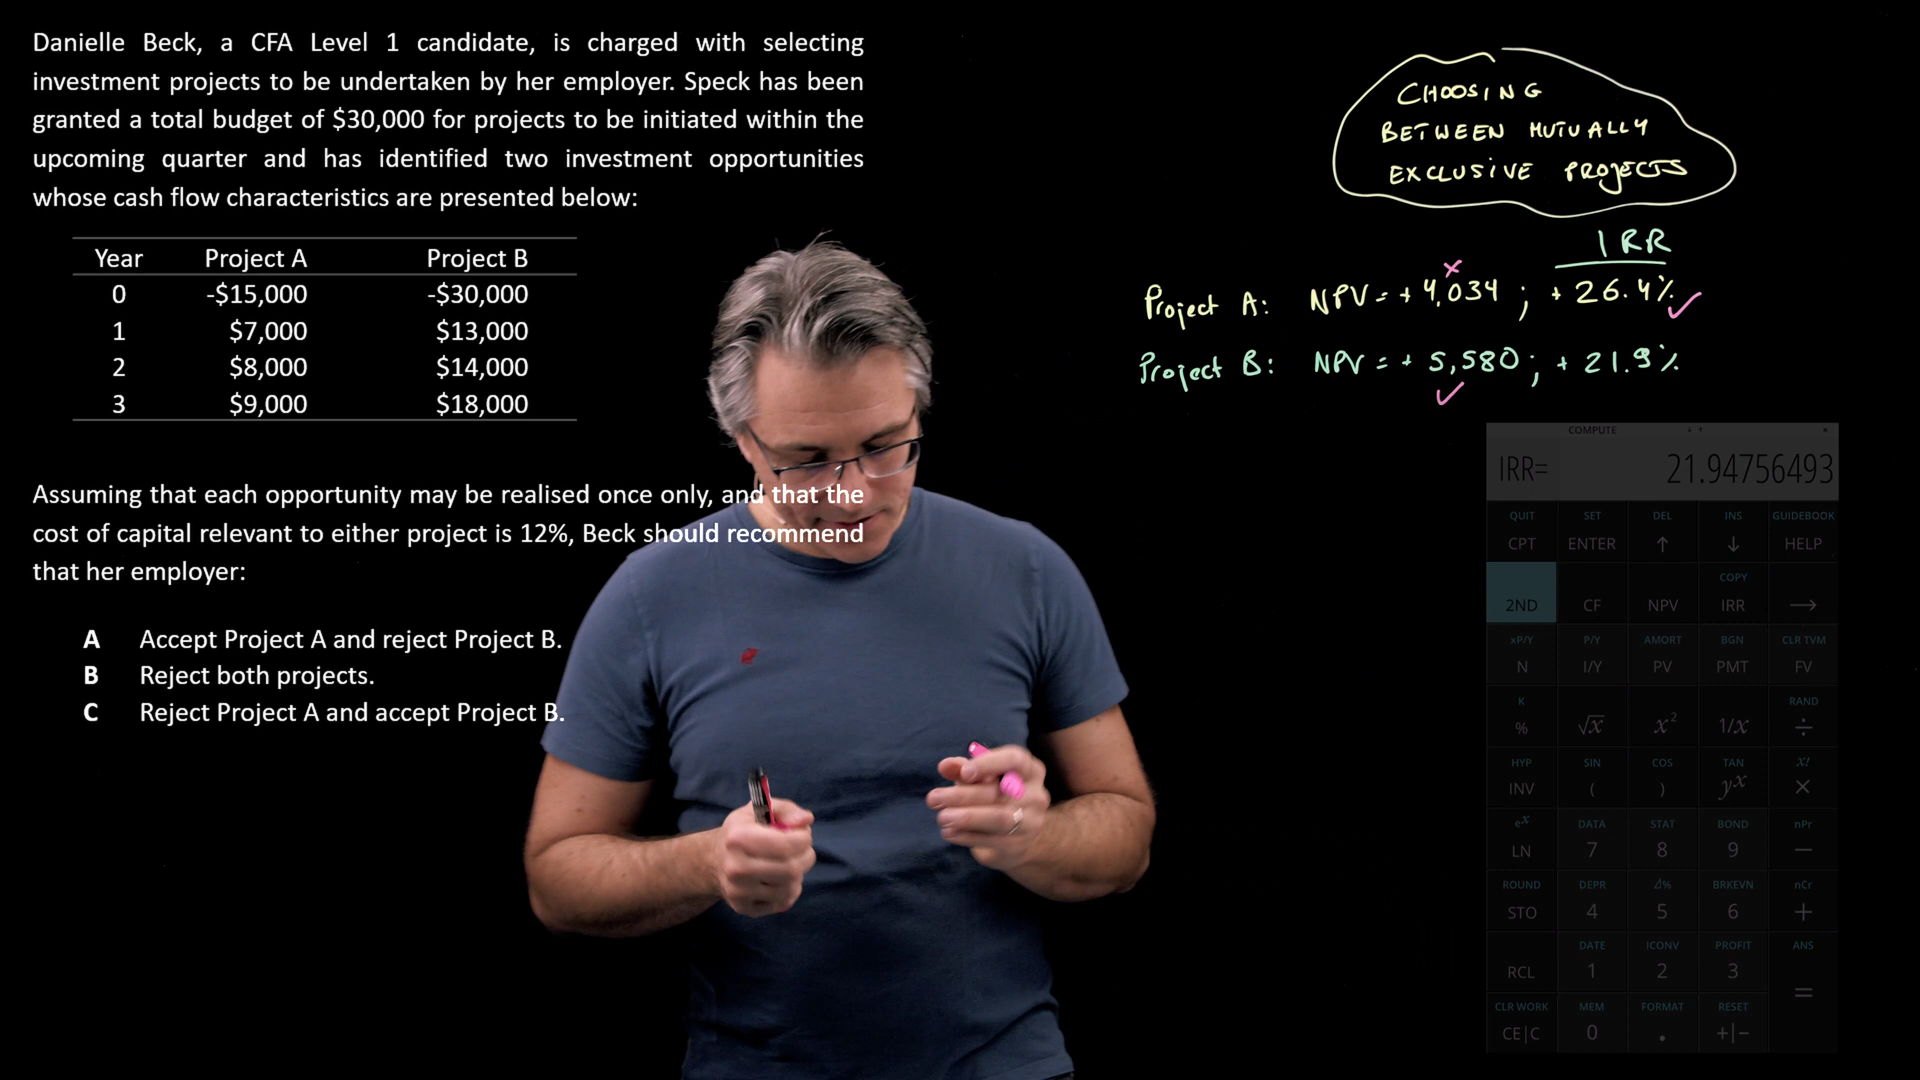 Danielle Beck, a CFA Level 1 candidate, is charged with selecting
investment projects to be undertaken by her employer. Speck has been
granted a total budget of $30,000 for projects to be initiated within the
upcoming quarter and has identified two investment opportunities
whose cash flow characteristics are presented below:
Year Project A Project B
0 -$15,000 -$30,000
1 $7,000 $13,000
2 $8,000 $14,000
3 $9,000 $18,000
Assuming that each opportunity may be realised once only, and that the
cost of capital relevant to either project is 12%, Beck should recommend
that her employer:
A Accept Project A and reject Project B.
B Reject both projects.
C Reject Project A and accept Project B.
CHOOSING
BETWEEN MUTUALLY
EXCLUSIVE PROJECTS
IRR
Project A: NPV = + 4,034 ; + 26.4%
Project B: NPV = + 5,580 ; + 21.9%
COMPUTE
IRR= 21.94756493
QUIT SET DEL INS GUIDEBOOK
CPT ENTER ↑ ↓ HELP
COPY
2ND CF NPV IRR →
xP/Y P/Y AMORT BGN CLR TVM
N I/Y PV PMT FV
K RAND
% √x x² 1/x ÷
HYP SIN COS TAN x!
INV ( ) yˣ ×
eˣ DATA STAT BOND nPr
LN 7 8 9 −
ROUND DEPR Δ% BRKEVN nCr
STO 4 5 6 +
DATE ICONV PROFIT ANS
RCL 1 2 3 =
CLR WORK MEM FORMAT RESET
CE|C 0 . +|−